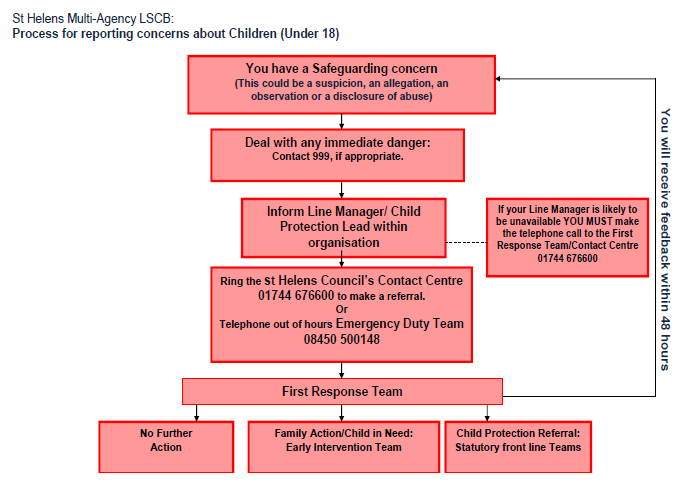 St Helens Multi-Agency LSCB:
Process for reporting concerns about Children (Under 18)
You have a Safeguarding concern
(This could be a suspicion, an allegation, an
observation or a disclosure of abuse)
Deal with any immediate danger:
Contact 999, if appropriate.
Inform Line Manager/ Child
Protection Lead within
organisation
If your Line Manager is likely to
be unavailable YOU MUST make
the telephone call to the First
Response Team/Contact Centre
01744 676600
Ring the St Helens Council's Contact Centre
01744 676600 to make a referral.
Or
Telephone out of hours Emergency Duty Team
08450 500148
You will receive feedback within 48 hours
First Response Team
No Further
Action
Family Action/Child in Need:
Early Intervention Team
Child Protection Referral:
Statutory front line Teams